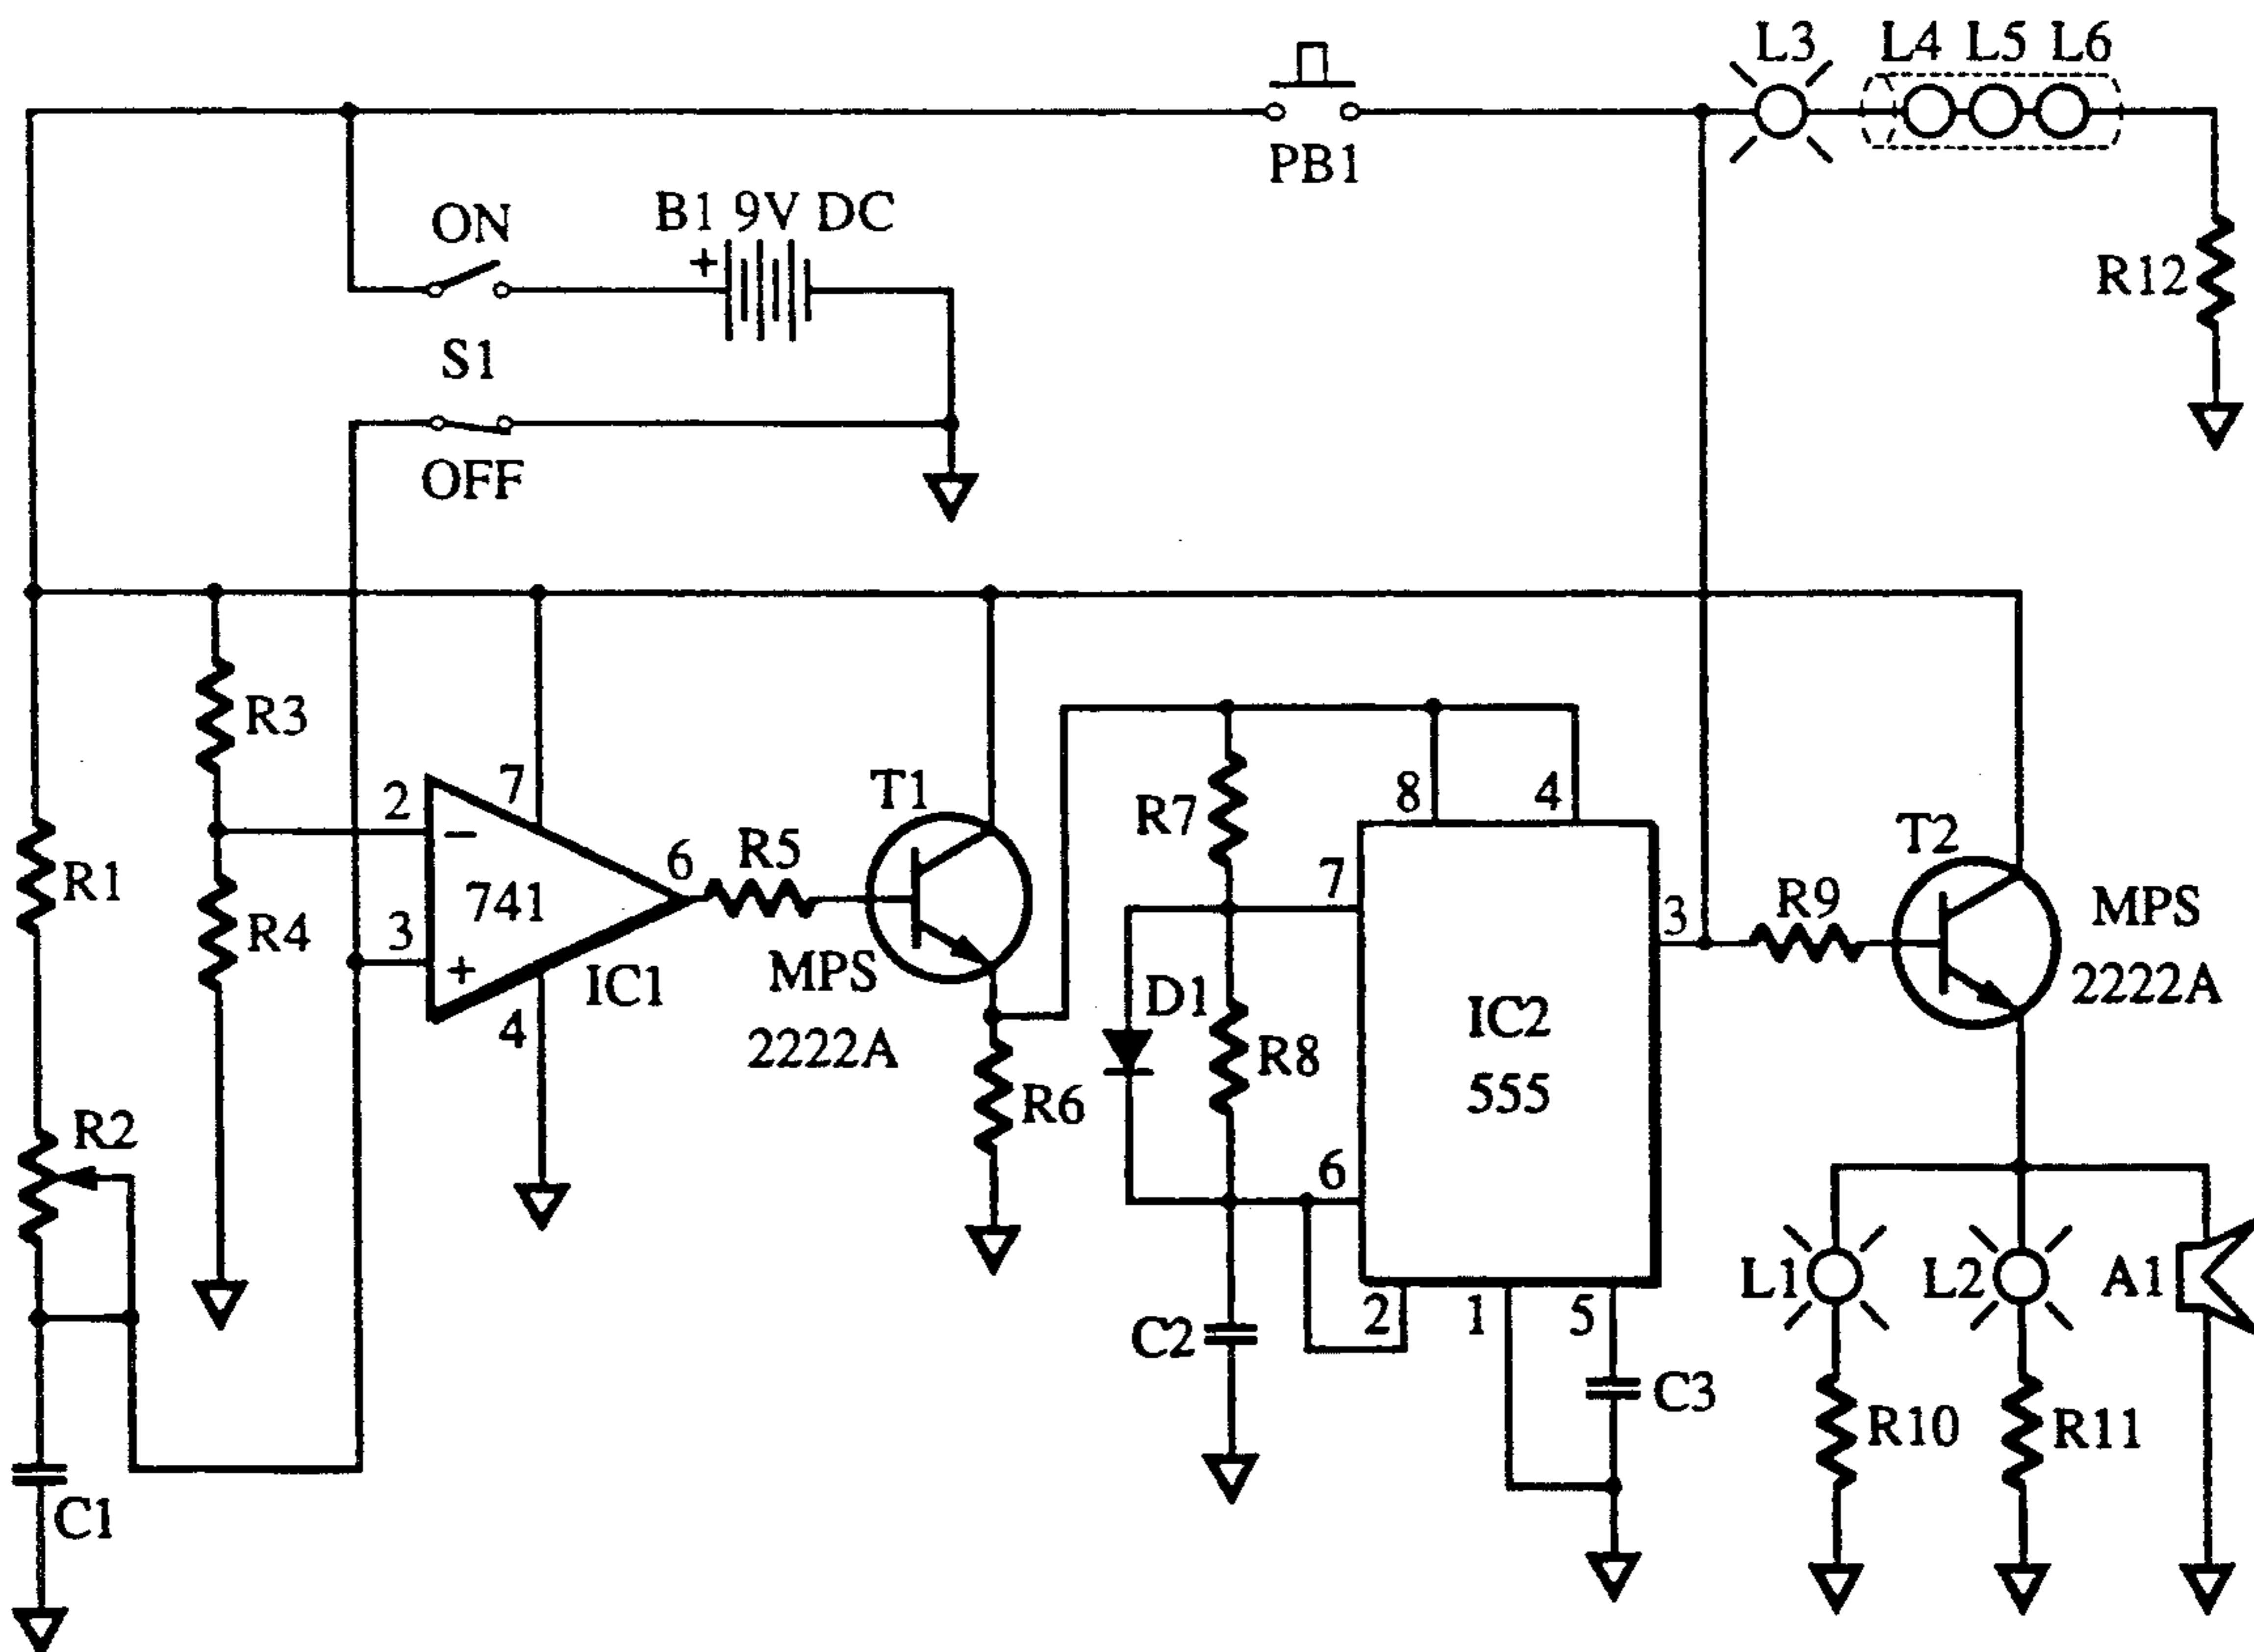 L3 L4 L5 L6
PB1
ON
B1 9V DC
+
R12
S1
OFF
R3
T1
7
2
8
4
R7
T2
−
6
R5
7
R1
741
3
R9
MPS
R4
3
+
IC1
MPS
D1
IC2
2222A
4
2222A
R8
555
R6
R2
6
L1
L2
A1
C2
2
1
5
C3
R10
R11
C1